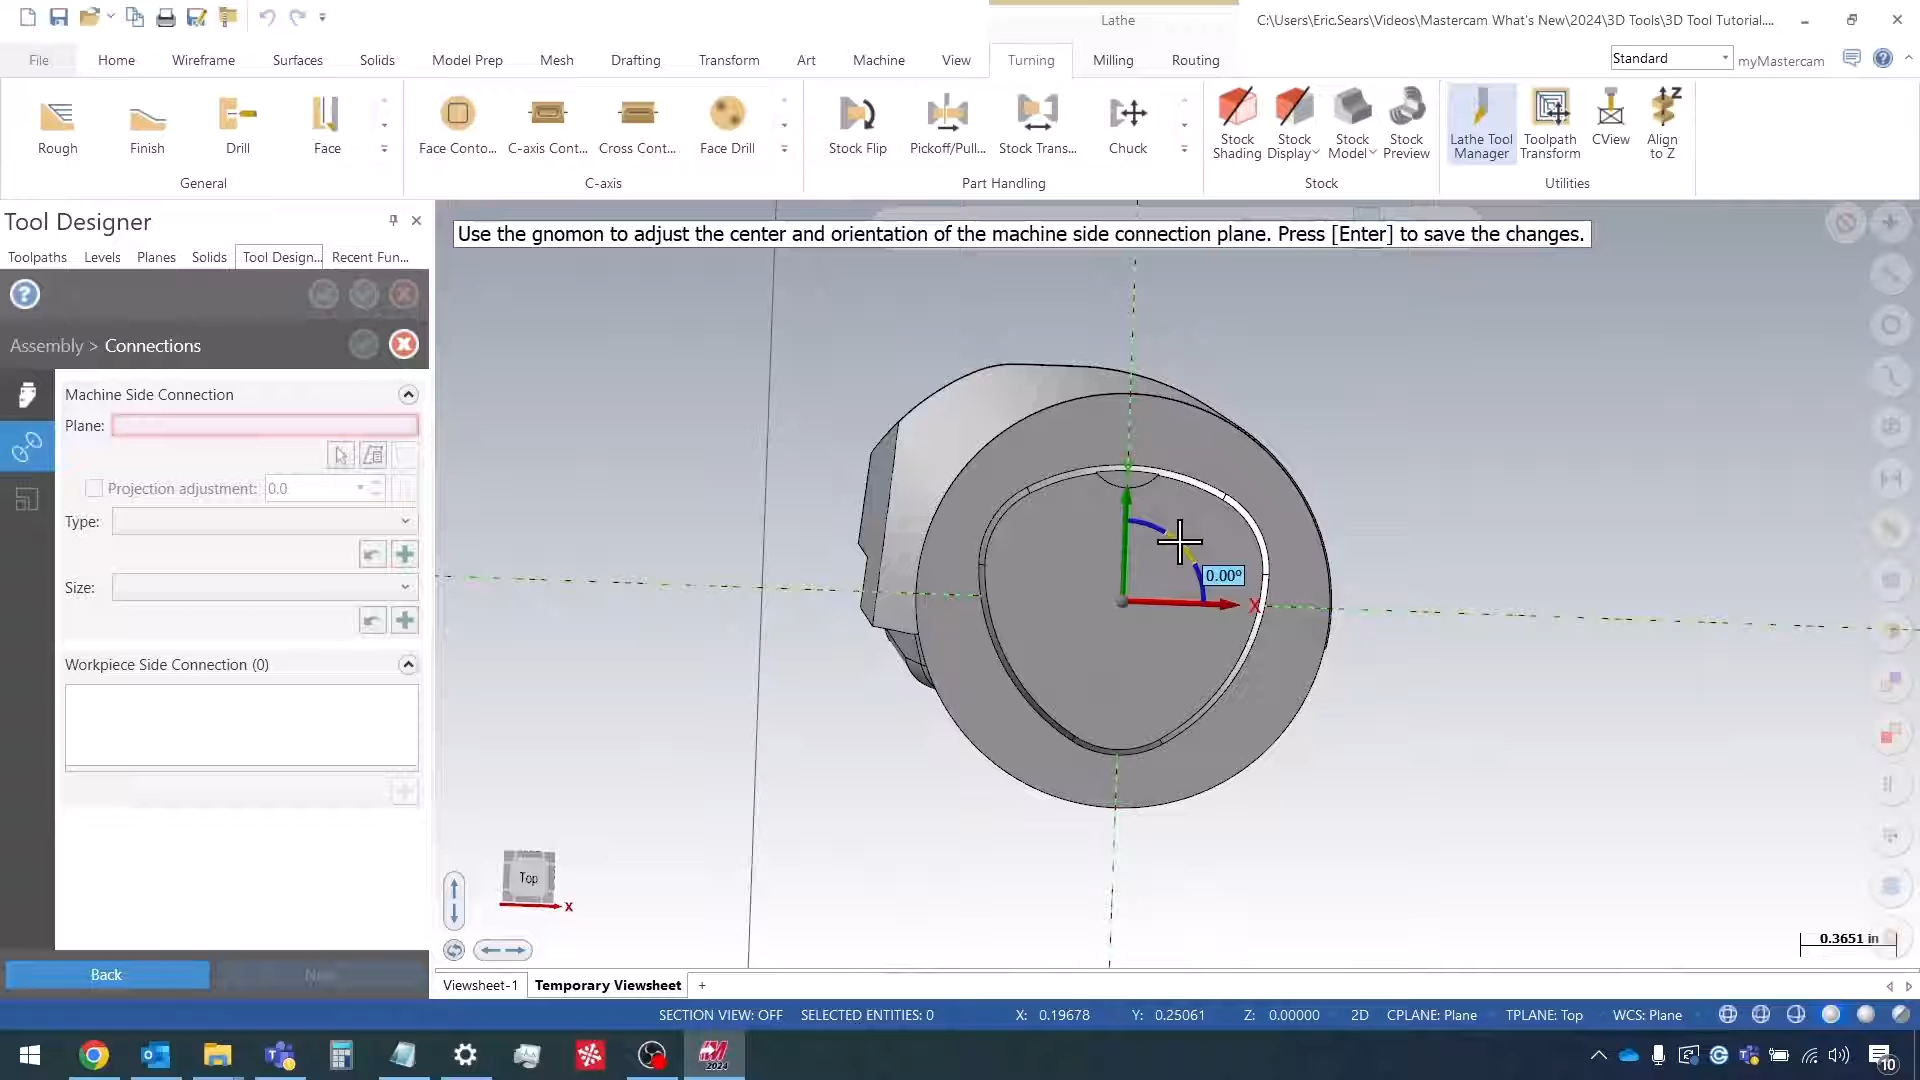 Lathe
C:\Users\Eric.Sears\Videos\Mastercam What's New\2024\3D Tools\3D Tool Tutorial....
File Home Wireframe Surfaces Solids Model Prep Mesh Drafting Transform Art Machine View Turning Milling Routing
Standard
myMastercam
Rough Finish Drill Face
General
Face Conto... C-axis Cont... Cross Cont... Face Drill
C-axis
Stock Flip Pickoff/Pull... Stock Trans... Chuck
Part Handling
Stock Shading
Stock Display
Stock Model
Stock Preview
Stock
Lathe Tool Manager
Toolpath Transform
CView
Align to Z
Utilities
Tool Designer
Toolpaths Levels Planes Solids Tool Design... Recent Fun...
Use the gnomon to adjust the center and orientation of the machine side connection plane. Press [Enter] to save the changes.
Assembly > Connections
Machine Side Connection
Plane:
Projection adjustment: 0.0
Type:
Size:
Workpiece Side Connection (0)
Back
0.00°
X
Top
X
0.3651 in
Viewsheet-1 Temporary Viewsheet +
SECTION VIEW: OFF SELECTED ENTITIES: 0 X: 0.19678 Y: 0.25061 Z: 0.00000 2D CPLANE: Plane TPLANE: Top WCS: Plane
2024
10